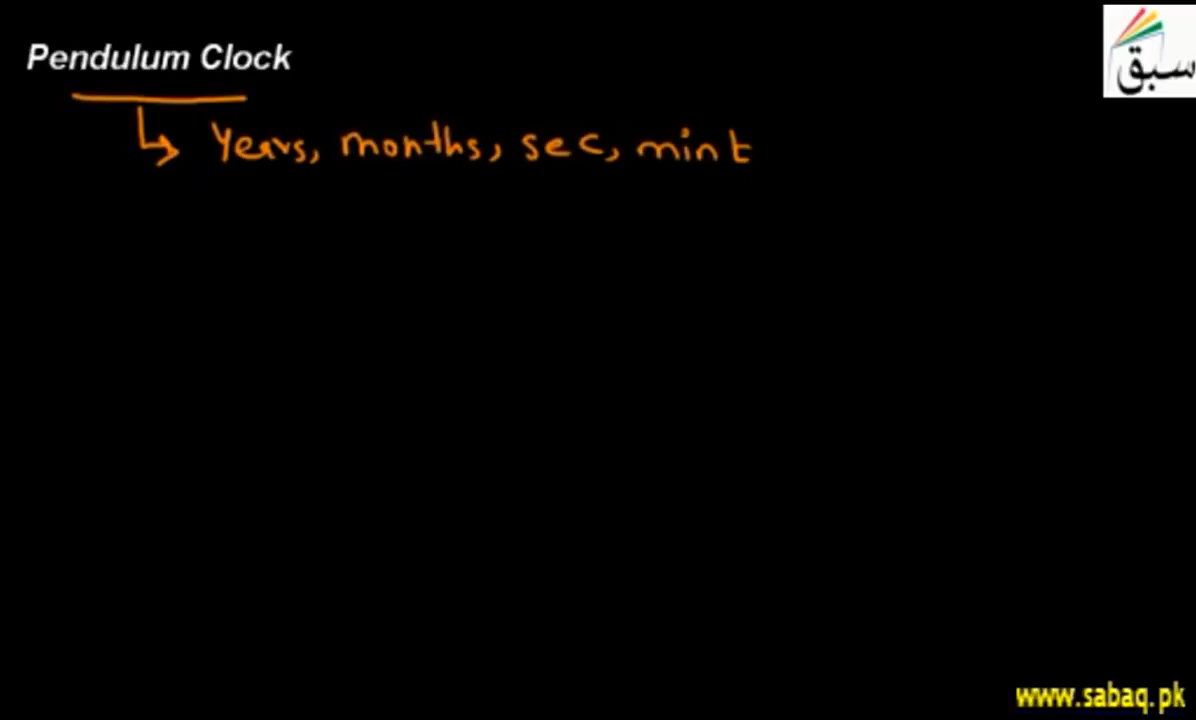 Pendulum Clock
سبق
Years, months, sec, mint
www.sabaq.pk